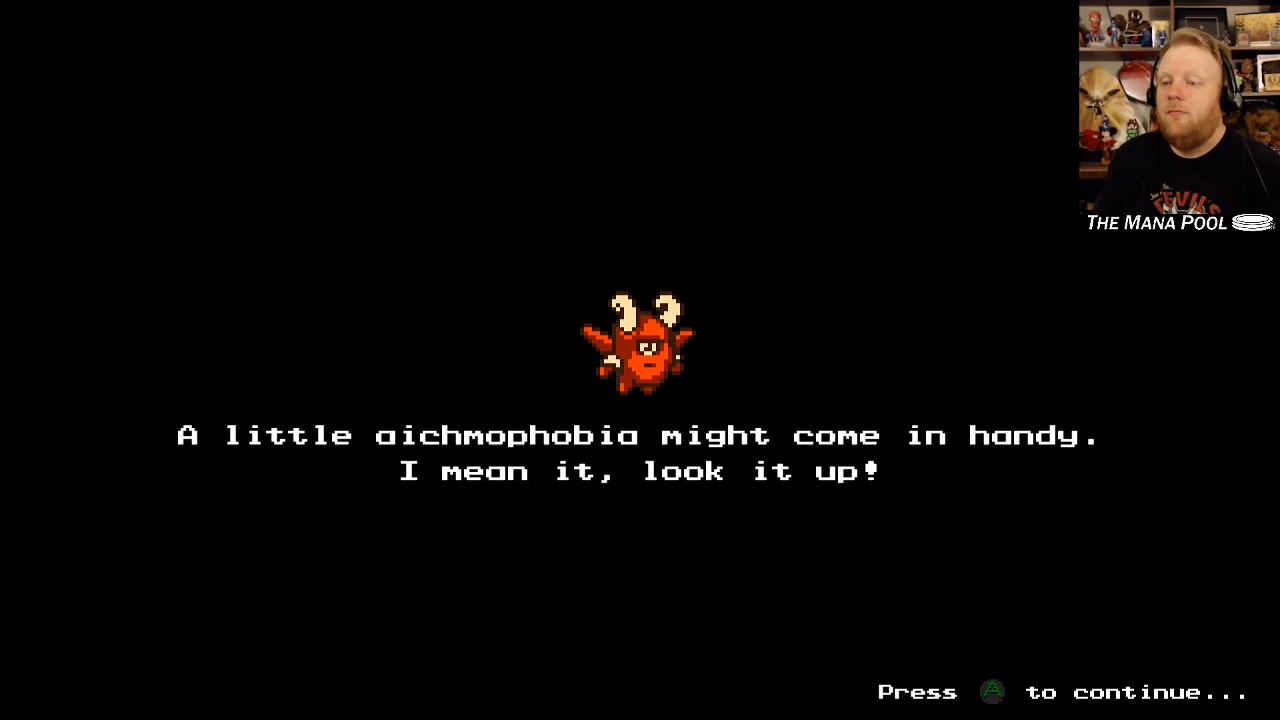 THE MANA POOL
A little aichmophobia might come in handy.
I mean it, look it up!
Press A to continue...